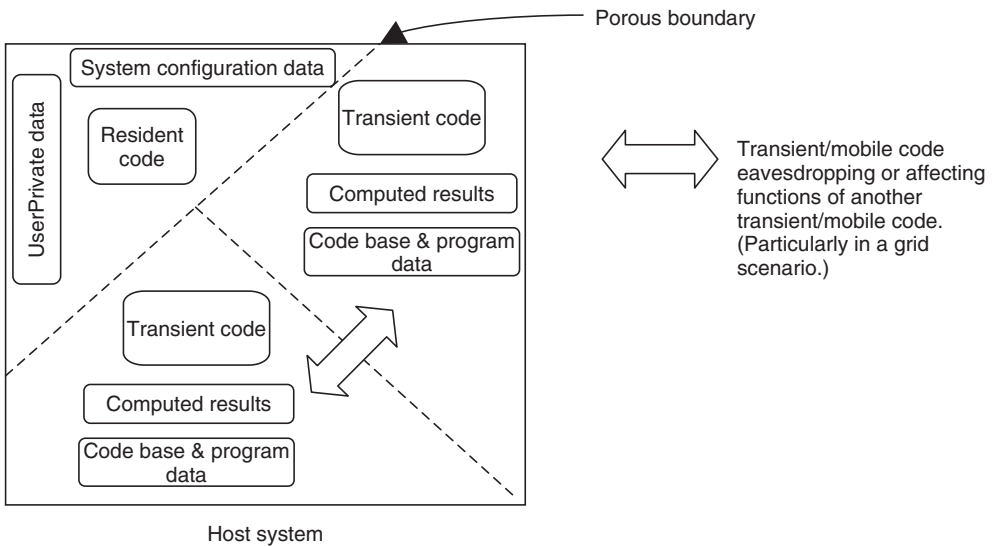 Porous boundary
System configuration data
UserPrivate data
Resident
code
Transient code
Computed results
Code base & program
data
Transient/mobile code
eavesdropping or affecting
functions of another
transient/mobile code.
(Particularly in a grid
scenario.)
Transient code
Computed results
Code base & program
data
Host system